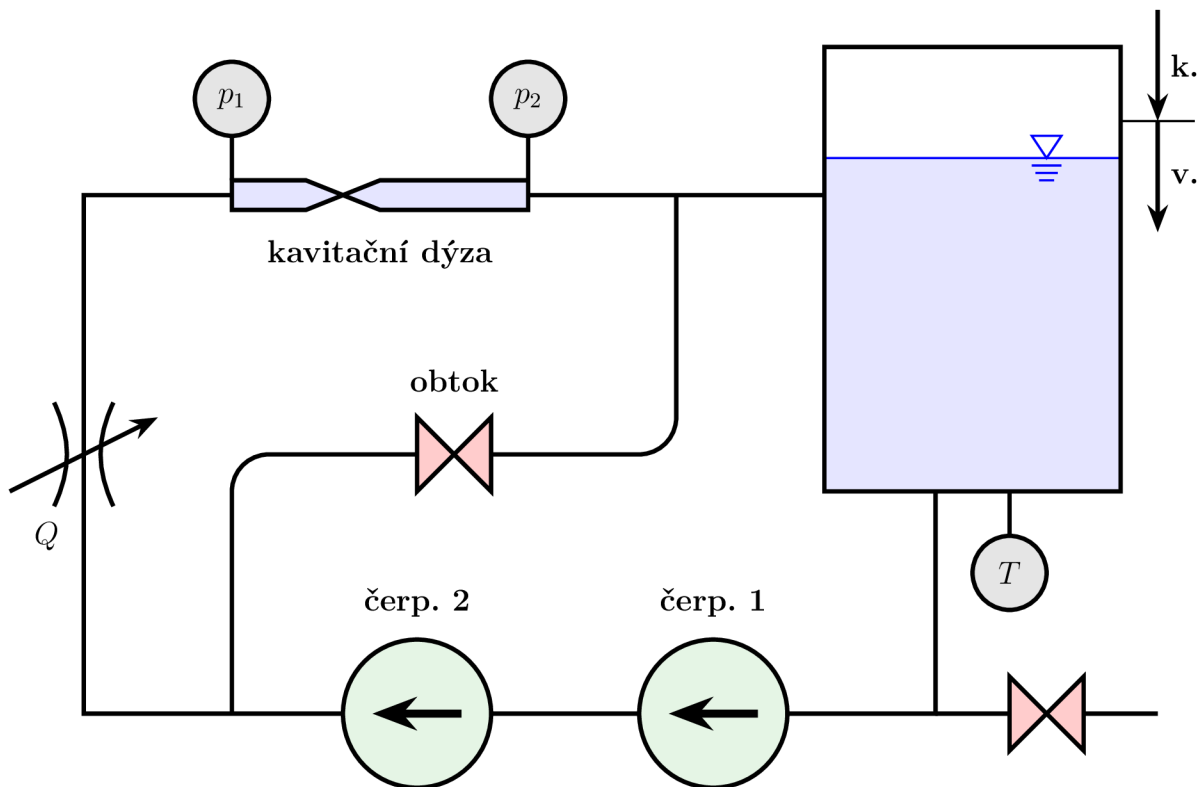 k.
p1
p2
v.
kavitační dýza
obtok
Q
T
čerp. 2
čerp. 1